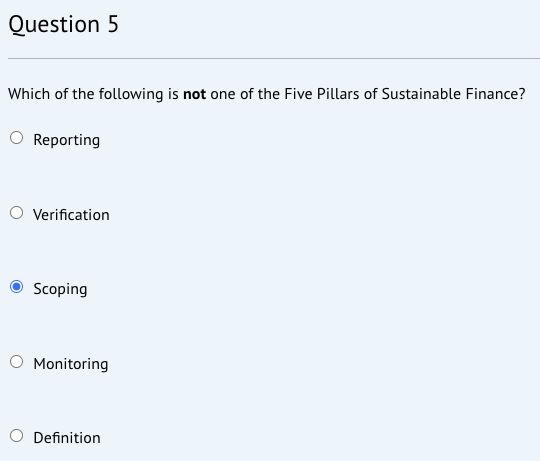 Question 5
Which of the following is not one of the Five Pillars of Sustainable Finance?
Reporting
Verification
Scoping
Monitoring
Definition